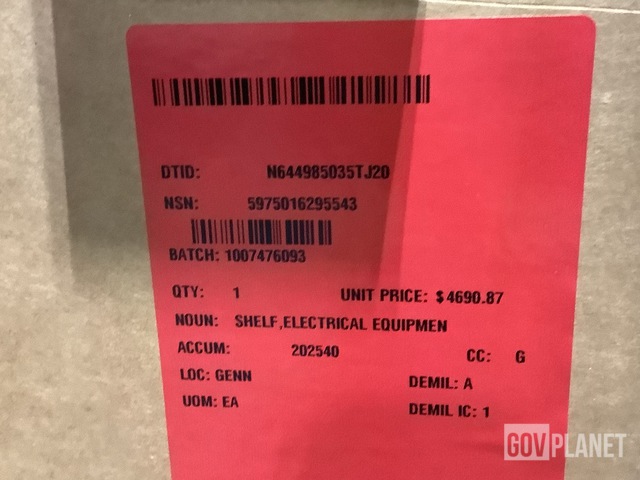 DTID: N644985035TJ20
NSN: 5975016295543
BATCH: 1007476093
QTY: 1 UNIT PRICE: $4690.87
NOUN: SHELF,ELECTRICAL EQUIPMEN
ACCUM: 202540 CC: G
LOC: GENN DEMIL: A
UOM: EA DEMIL IC: 1
GOVPLANET